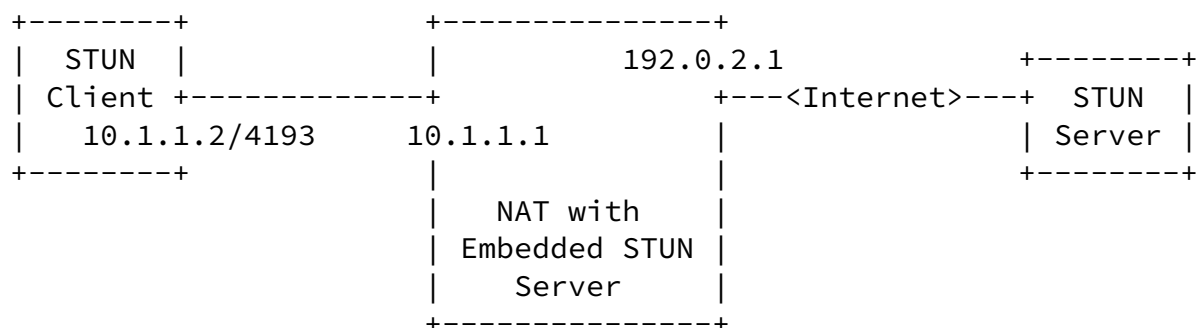 +--------+             +---------------+
|  STUN  |             |          192.0.2.1             +--------+
| Client +-------------+               +---<Internet>---+  STUN  |
|   10.1.1.2/4193     10.1.1.1         |                | Server |
+--------+             |               |                +--------+
                       |   NAT with    |
                       | Embedded STUN |
                       |    Server     |
                       +---------------+